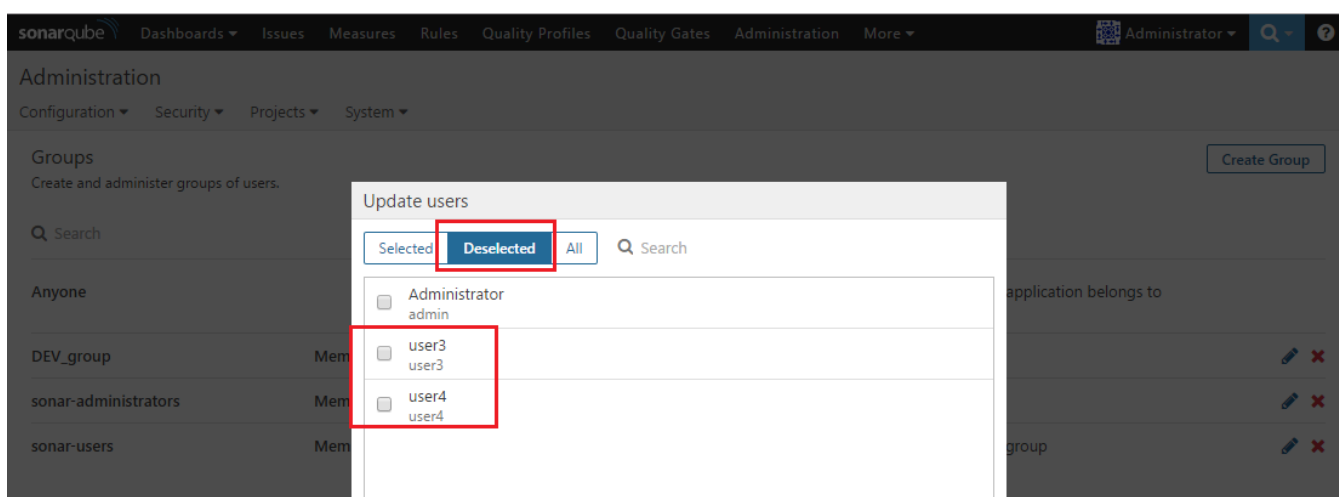 sonarqube Dashboards Issues Measures Rules Quality Profiles Quality Gates Administration More Administrator
Administration
Configuration Security Projects System
Groups
Create Group
Create and administer groups of users.
Update users
Search
Selected Deselected All Search
Anyone
Administrator
admin
application belongs to
user3
user3
DEV_group Mem
user4
user4
sonar-administrators Mem
sonar-users Mem group